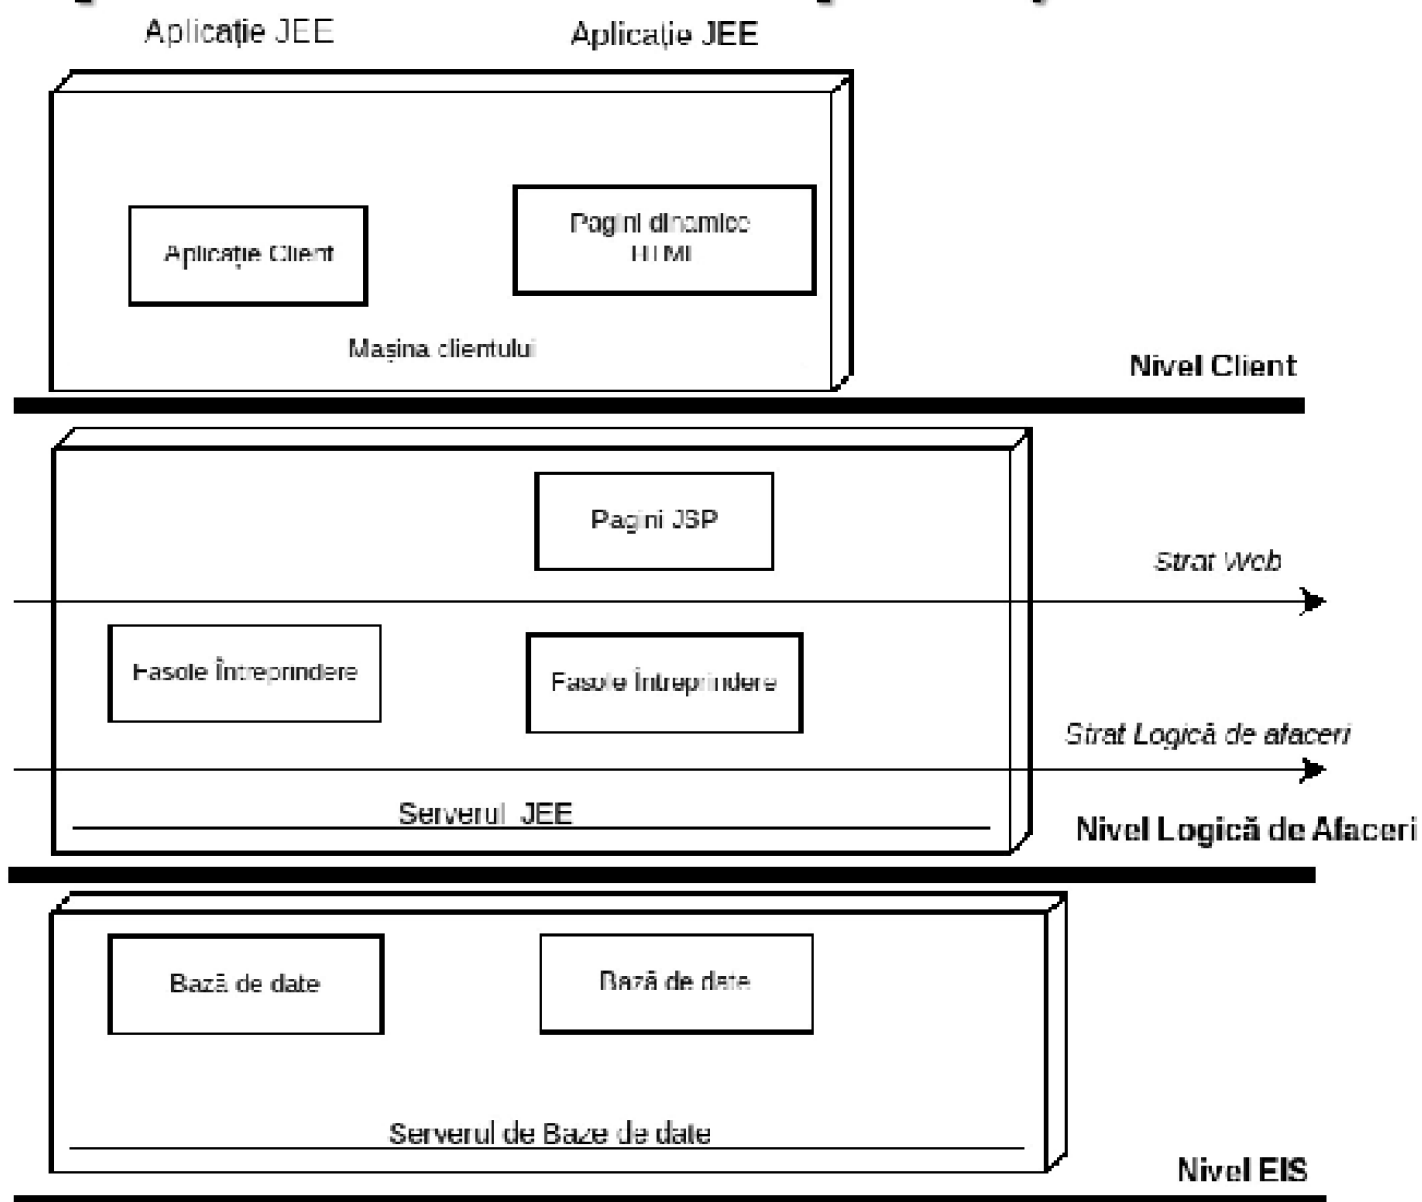 Aplicație JEE
Aplicație JEE
Pagini dinamice
HTML
Aplicație Client
Mașina clientului
Nivel Client
Pagini JSP
Strat Web
Fasole Întreprindere
Fasole Întreprindere
Strat Logică de afaceri
Serverul JEE
Nivel Logică de Afaceri
Bază de date
Bază de date
Serverul de Baze de date
Nivel EIS